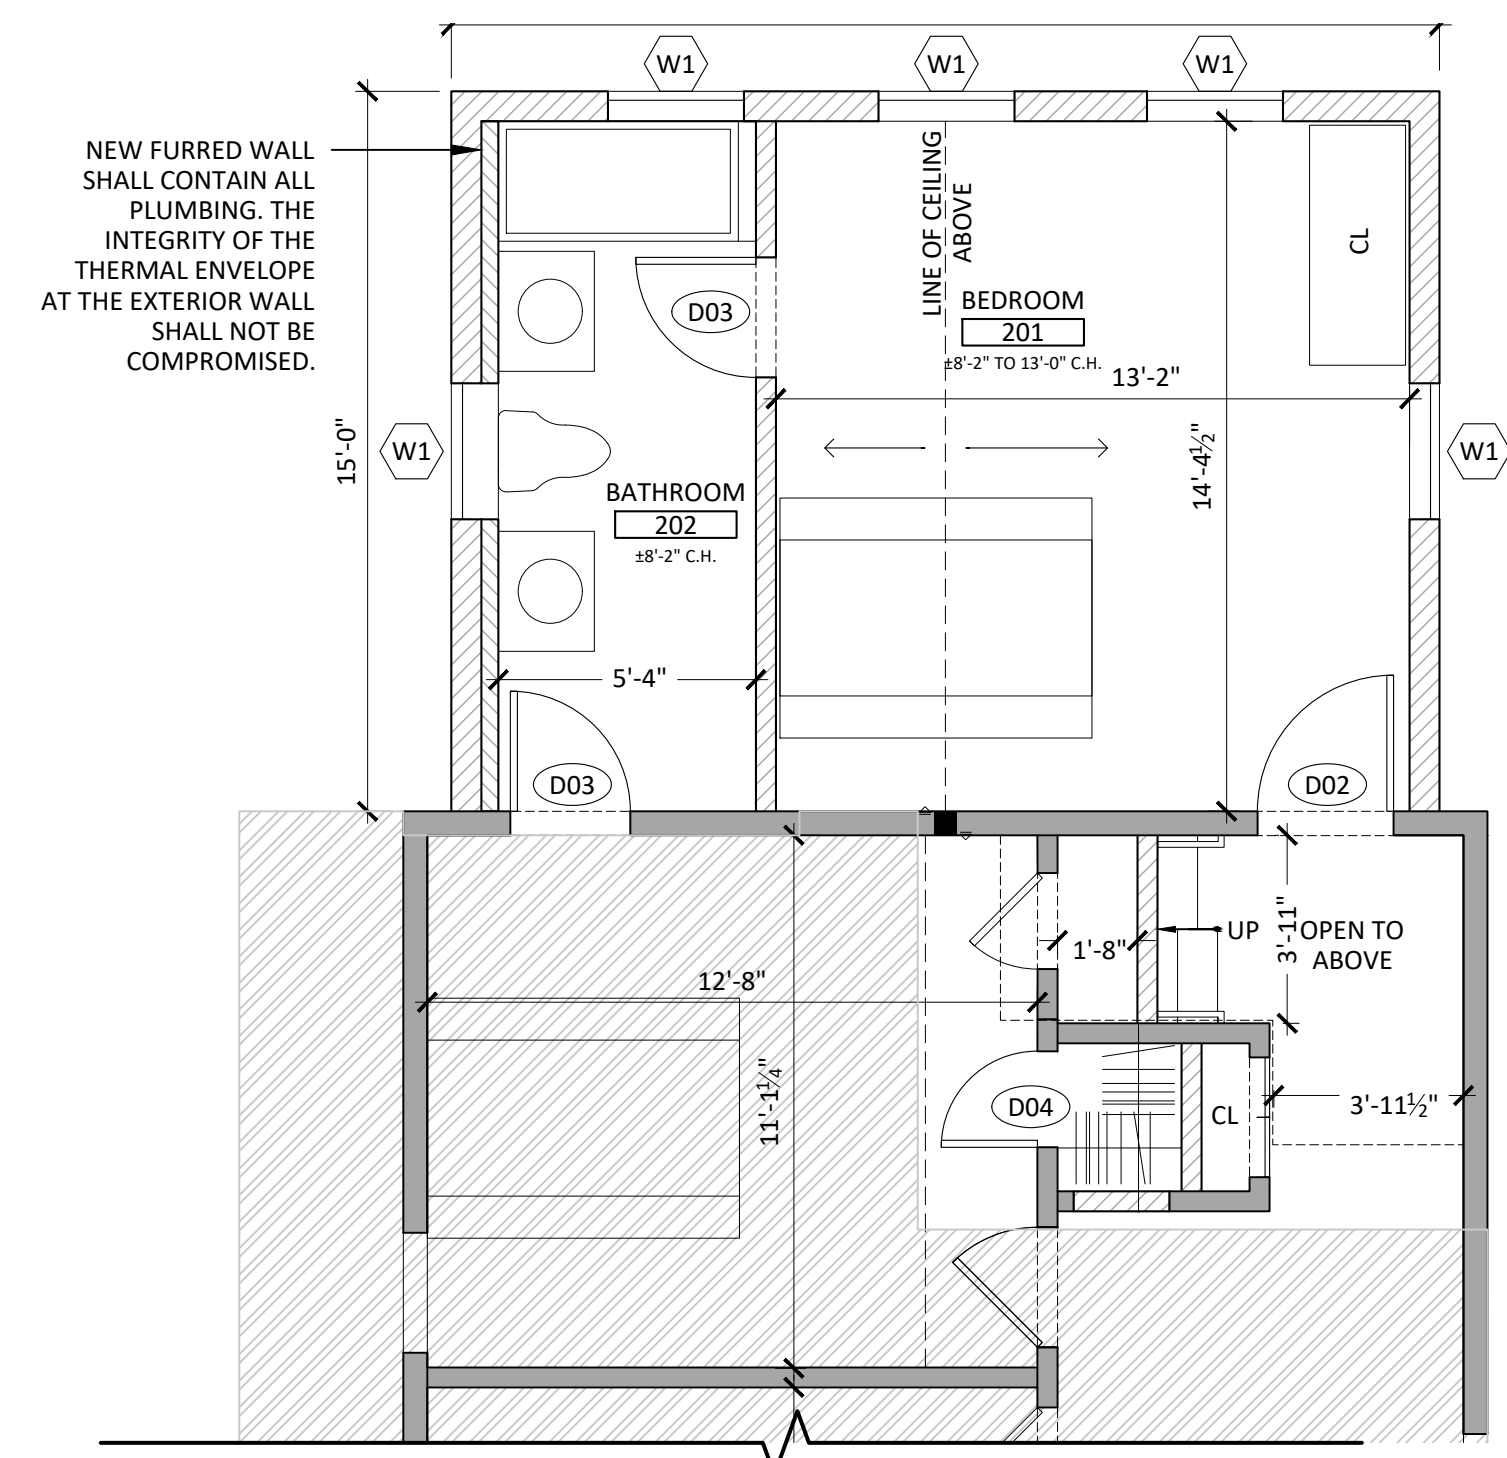 W1
W1
W1
NEW FURRED WALL
SHALL CONTAIN ALL
PLUMBING. THE
INTEGRITY OF THE
THERMAL ENVELOPE
AT THE EXTERIOR WALL
SHALL NOT BE
COMPROMISED.
LINE OF CEILING
ABOVE
CL
D03
BEDROOM
201
±8'-2" TO 13'-0" C.H.
13'-2"
15'-0"
W1
14'-4½"
W1
BATHROOM
202
±8'-2" C.H.
5'-4"
D03
D02
1'-8"
UP
3'-11"
OPEN TO
ABOVE
12'-8"
11'-1¼"
D04
CL
3'-11½"